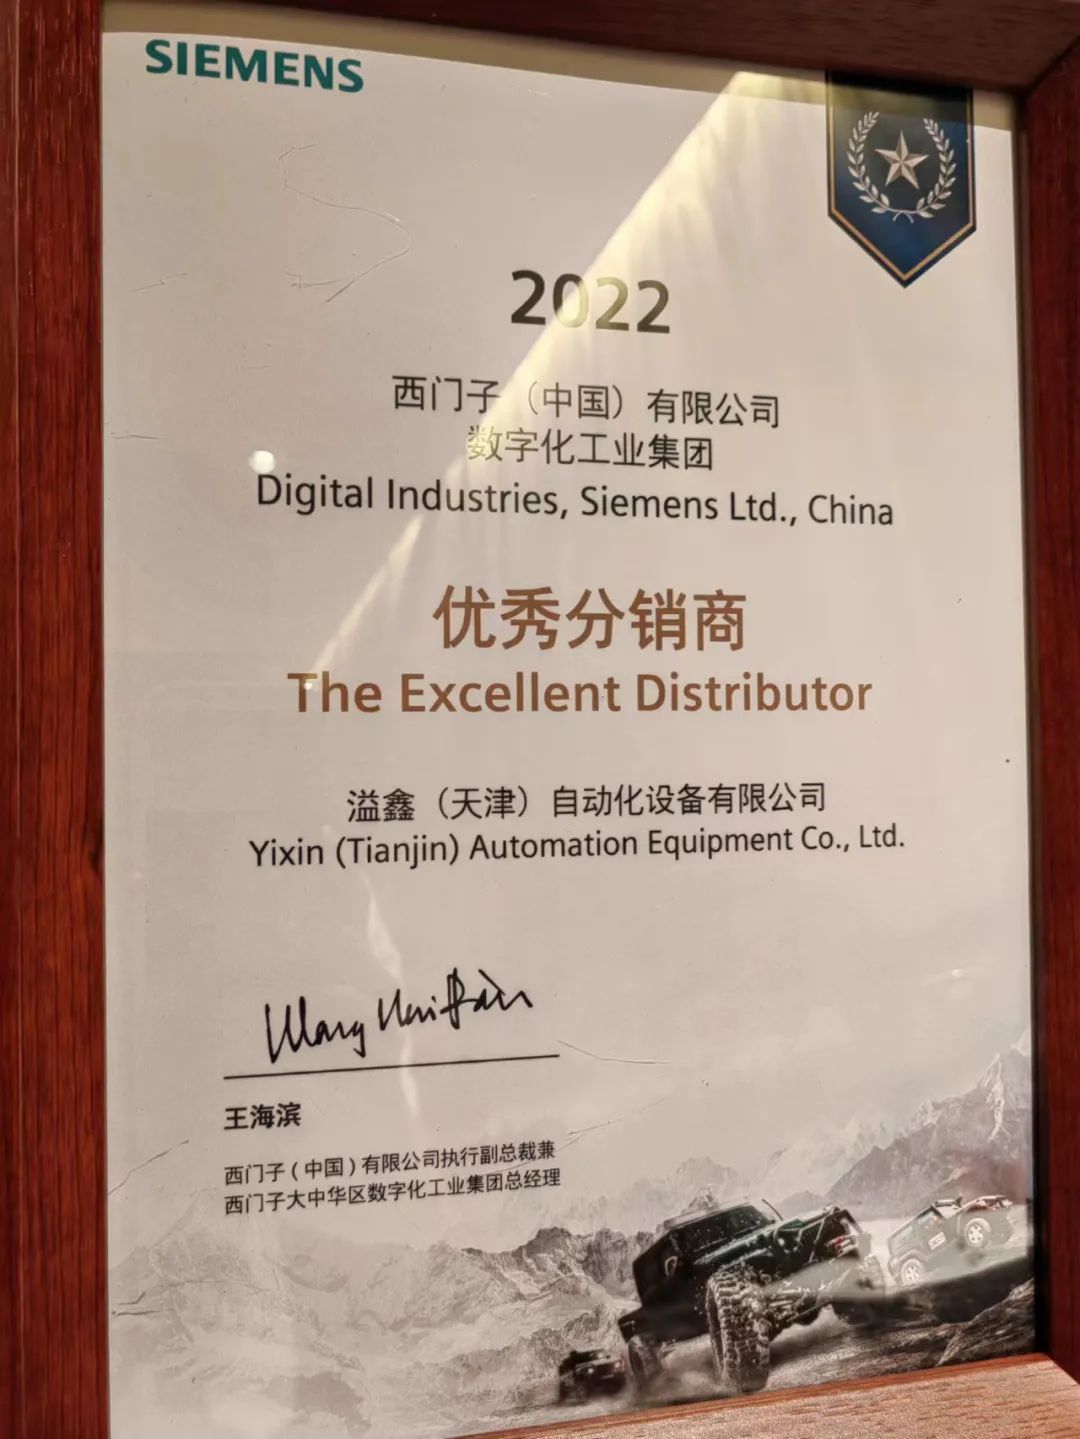 SIEMENS
2022
西门子（中国）有限公司
数字化工业集团
Digital Industries, Siemens Ltd., China
优秀分销商
The Excellent Distributor
溢鑫（天津）自动化设备有限公司
Yixin (Tianjin) Automation Equipment Co., Ltd.
Wang Haibin
王海滨
西门子（中国）有限公司执行副总裁兼
西门子大中华区数字化工业集团总经理